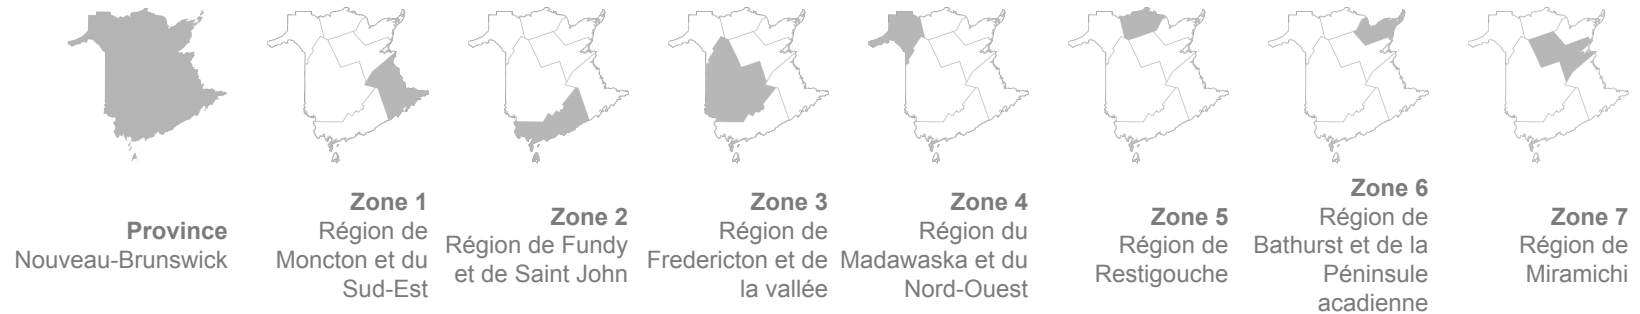 Province
Nouveau-Brunswick
Zone 1
Région de
Moncton et du
Sud-Est
Zone 2
Région de Fundy
et de Saint John
Zone 3
Région de
Fredericton et de
la vallée
Zone 4
Région du
Madawaska et du
Nord-Ouest
Zone 5
Région de
Restigouche
Zone 6
Région de
Bathurst et de la
Péninsule
acadienne
Zone 7
Région de
Miramichi